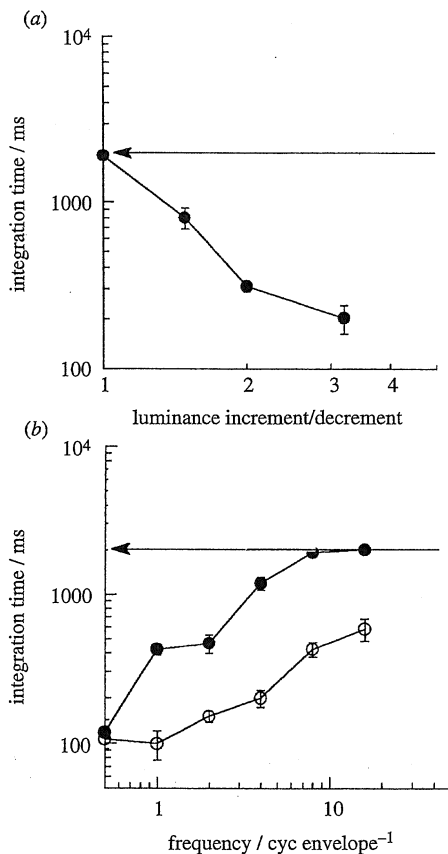 (a)
10⁴
1000
100
integration time / ms
1 2 3 4
luminance increment/decrement
(b)
10⁴
1000
100
integration time / ms
1 10
frequency / cyc envelope⁻¹